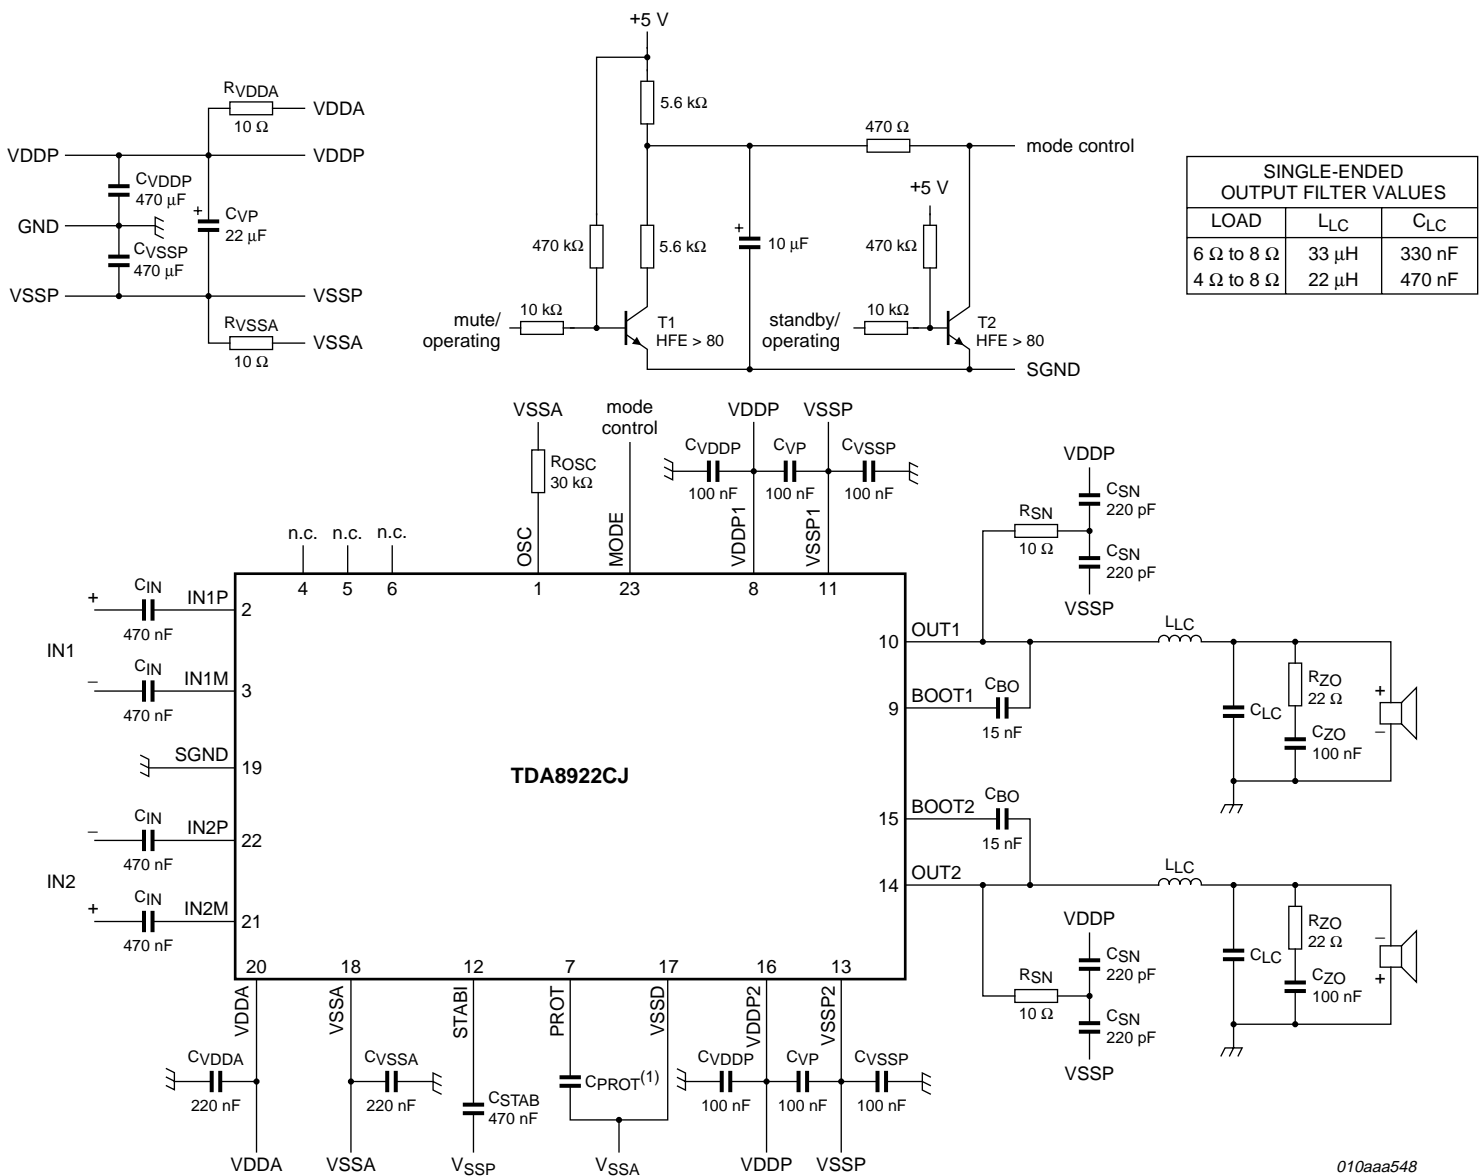 +5 V
RVDDA
10 Ω
VDDA
VDDP
VDDP
CVDDP
470 μF
GND
+
CVP
22 μF
CVSSP
470 μF
VSSP
VSSP
RVSSA
10 Ω
VSSA
5.6 kΩ
470 Ω
mode control
+5 V
470 kΩ
5.6 kΩ
+
10 μF
470 kΩ
mute/
operating
10 kΩ
T1
HFE > 80
standby/
operating
10 kΩ
T2
HFE > 80
SGND
SINGLE-ENDED
OUTPUT FILTER VALUES
LOAD LLC CLC
6 Ω to 8 Ω 33 μH 330 nF
4 Ω to 8 Ω 22 μH 470 nF
VSSA
ROSC
30 kΩ
OSC
1
mode
control
MODE
23
VDDP
VSSP
CVDDP
100 nF
CVP
100 nF
CVSSP
100 nF
VDDP1
8
VSSP1
11
n.c.
4
n.c.
5
n.c.
6
IN1
+
CIN
470 nF
IN1P
2
−
CIN
470 nF
IN1M
3
SGND
19
IN2
−
CIN
470 nF
IN2P
22
+
CIN
470 nF
IN2M
21
TDA8922CJ
10
OUT1
RSN
10 Ω
VDDP
CSN
220 pF
CSN
220 pF
VSSP
9
BOOT1
CBO
15 nF
LLC
CLC
RZO
22 Ω
CZO
100 nF
+
−
15
BOOT2
CBO
15 nF
14
OUT2
LLC
RSN
10 Ω
VDDP
CSN
220 pF
CSN
220 pF
VSSP
CLC
RZO
22 Ω
CZO
100 nF
−
+
20
VDDA
CVDDA
220 nF
VDDA
18
VSSA
CVSSA
220 nF
VSSA
12
STABI
CSTAB
470 nF
VSSP
7
PROT
CPROT(1)
17
VSSD
VSSA
16
VDDP2
CVDDP
100 nF
VDDP
CVP
100 nF
13
VSSP2
CVSSP
100 nF
VSSP
010aaa548